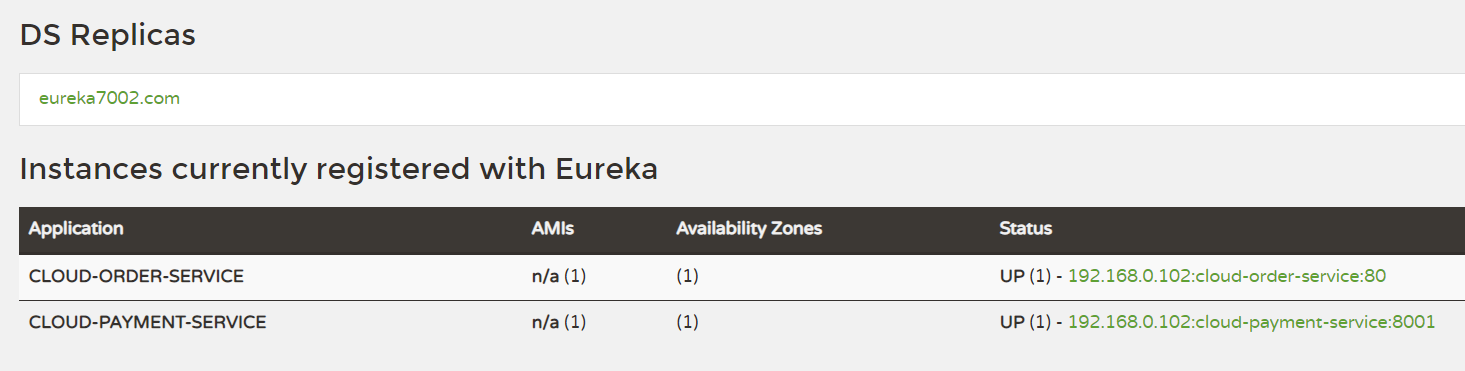 DS Replicas
eureka7002.com
Instances currently registered with Eureka
Application AMIs Availability Zones Status
CLOUD-ORDER-SERVICE n/a (1) (1) UP (1) - 192.168.0.102:cloud-order-service:80
CLOUD-PAYMENT-SERVICE n/a (1) (1) UP (1) - 192.168.0.102:cloud-payment-service:8001